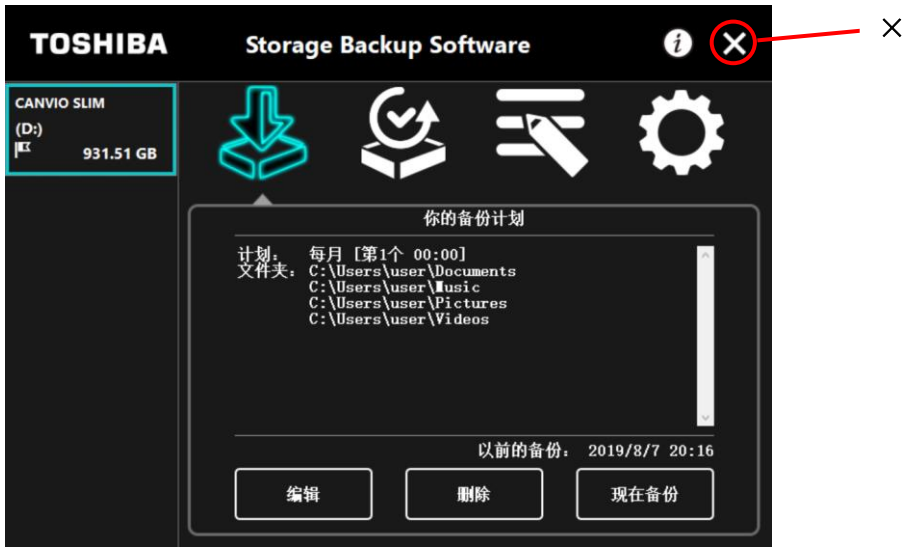 TOSHIBA
Storage Backup Software
i
×
×
CANVIO SLIM
(D:)
931.51 GB
你的备份计划
计划: 每月 [第1个 00:00]
文件夹: C:\Users\user\Documents
C:\Users\user\Music
C:\Users\user\Pictures
C:\Users\user\Videos
以前的备份: 2019/8/7 20:16
编辑
删除
现在备份